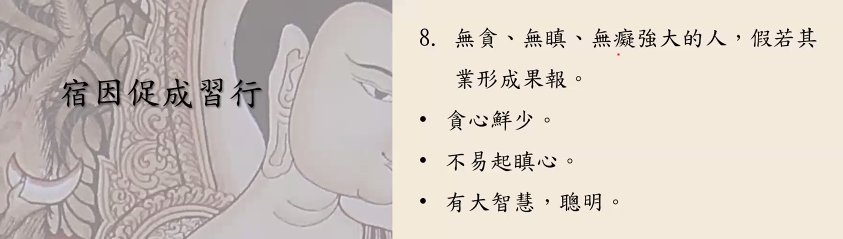 宿因促成習行
8. 無貪、無瞋、無癡強大的人，假若其
業形成果報。
• 貪心鮮少。
• 不易起瞋心。
• 有大智慧，聰明。